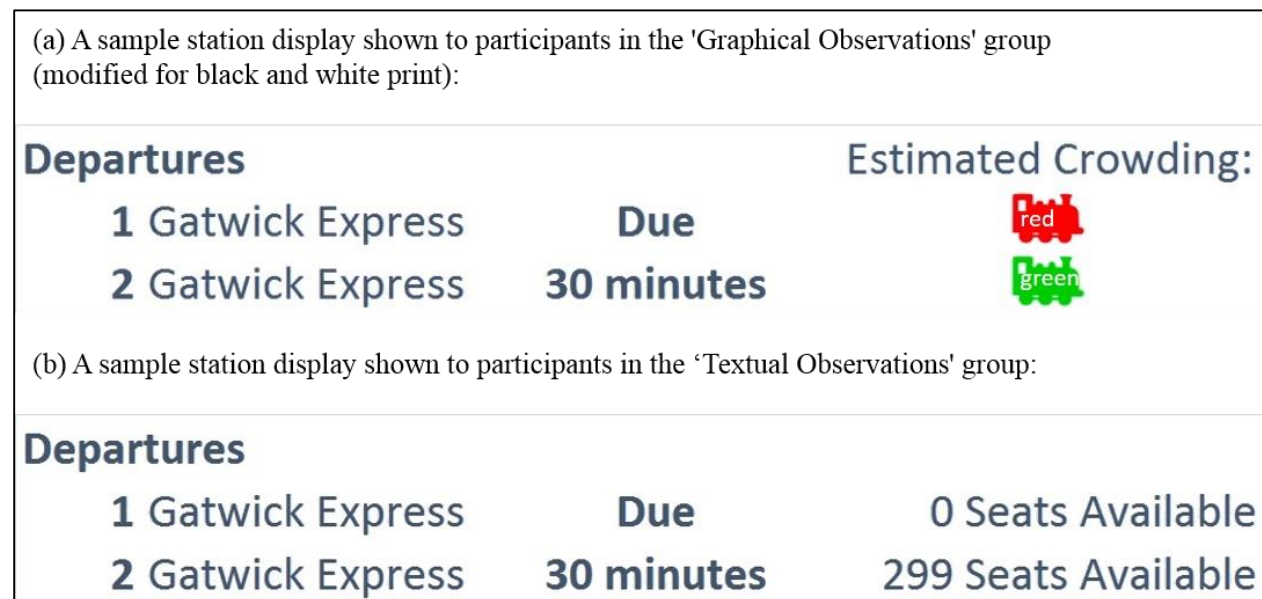 (a) A sample station display shown to participants in the 'Graphical Observations' group
(modified for black and white print):
Departures Estimated Crowding:
1 Gatwick Express Due red
2 Gatwick Express 30 minutes green
(b) A sample station display shown to participants in the ‘Textual Observations' group:
Departures
1 Gatwick Express Due 0 Seats Available
2 Gatwick Express 30 minutes 299 Seats Available